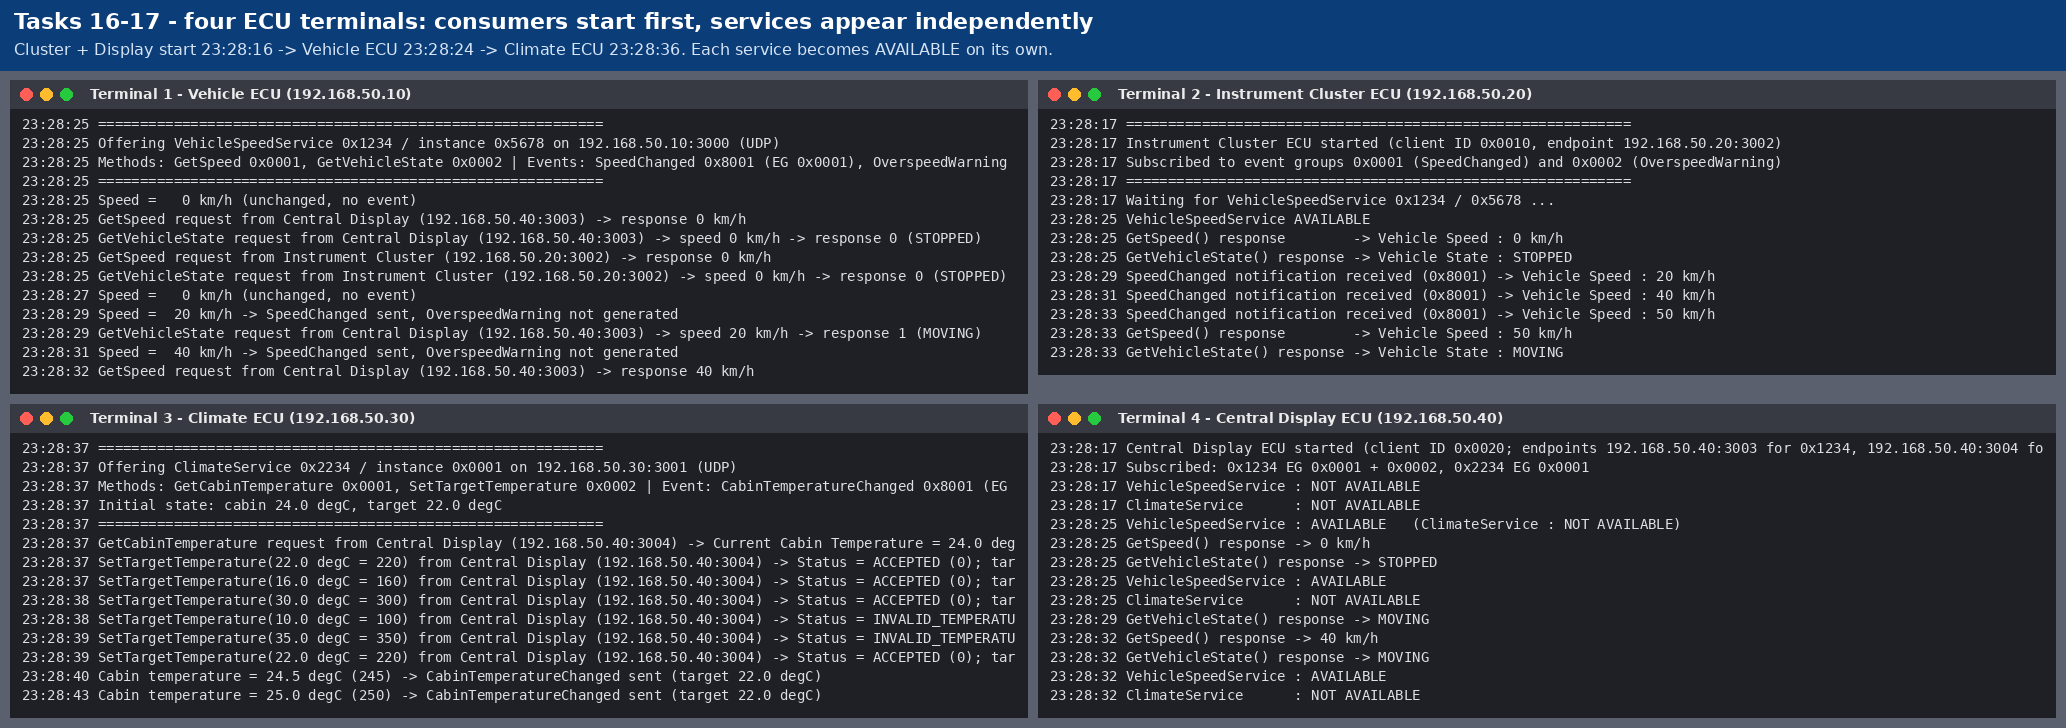 Tasks 16-17 - four ECU terminals: consumers start first, services appear independently
Cluster + Display start 23:28:16 -> Vehicle ECU 23:28:24 -> Climate ECU 23:28:36. Each service becomes AVAILABLE on its own.
Terminal 1 - Vehicle ECU (192.168.50.10)
23:28:25 ============================================================
23:28:25 Offering VehicleSpeedService 0x1234 / instance 0x5678 on 192.168.50.10:3000 (UDP)
23:28:25 Methods: GetSpeed 0x0001, GetVehicleState 0x0002 | Events: SpeedChanged 0x8001 (EG 0x0001), OverspeedWarning
23:28:25 ============================================================
23:28:25 Speed =   0 km/h (unchanged, no event)
23:28:25 GetSpeed request from Central Display (192.168.50.40:3003) -> response 0 km/h
23:28:25 GetVehicleState request from Central Display (192.168.50.40:3003) -> speed 0 km/h -> response 0 (STOPPED)
23:28:25 GetSpeed request from Instrument Cluster (192.168.50.20:3002) -> response 0 km/h
23:28:25 GetVehicleState request from Instrument Cluster (192.168.50.20:3002) -> speed 0 km/h -> response 0 (STOPPED)
23:28:27 Speed =   0 km/h (unchanged, no event)
23:28:29 Speed =  20 km/h -> SpeedChanged sent, OverspeedWarning not generated
23:28:29 GetVehicleState request from Central Display (192.168.50.40:3003) -> speed 20 km/h -> response 1 (MOVING)
23:28:31 Speed =  40 km/h -> SpeedChanged sent, OverspeedWarning not generated
23:28:32 GetSpeed request from Central Display (192.168.50.40:3003) -> response 40 km/h
Terminal 2 - Instrument Cluster ECU (192.168.50.20)
23:28:17 ============================================================
23:28:17 Instrument Cluster ECU started (client ID 0x0010, endpoint 192.168.50.20:3002)
23:28:17 Subscribed to event groups 0x0001 (SpeedChanged) and 0x0002 (OverspeedWarning)
23:28:17 ============================================================
23:28:17 Waiting for VehicleSpeedService 0x1234 / 0x5678 ...
23:28:25 VehicleSpeedService AVAILABLE
23:28:25 GetSpeed() response        -> Vehicle Speed : 0 km/h
23:28:25 GetVehicleState() response -> Vehicle State : STOPPED
23:28:29 SpeedChanged notification received (0x8001) -> Vehicle Speed : 20 km/h
23:28:31 SpeedChanged notification received (0x8001) -> Vehicle Speed : 40 km/h
23:28:33 SpeedChanged notification received (0x8001) -> Vehicle Speed : 50 km/h
23:28:33 GetSpeed() response        -> Vehicle Speed : 50 km/h
23:28:33 GetVehicleState() response -> Vehicle State : MOVING
Terminal 3 - Climate ECU (192.168.50.30)
23:28:37 ============================================================
23:28:37 Offering ClimateService 0x2234 / instance 0x0001 on 192.168.50.30:3001 (UDP)
23:28:37 Methods: GetCabinTemperature 0x0001, SetTargetTemperature 0x0002 | Event: CabinTemperatureChanged 0x8001 (EG
23:28:37 Initial state: cabin 24.0 degC, target 22.0 degC
23:28:37 ============================================================
23:28:37 GetCabinTemperature request from Central Display (192.168.50.40:3004) -> Current Cabin Temperature = 24.0 deg
23:28:37 SetTargetTemperature(22.0 degC = 220) from Central Display (192.168.50.40:3004) -> Status = ACCEPTED (0); tar
23:28:37 SetTargetTemperature(16.0 degC = 160) from Central Display (192.168.50.40:3004) -> Status = ACCEPTED (0); tar
23:28:38 SetTargetTemperature(30.0 degC = 300) from Central Display (192.168.50.40:3004) -> Status = ACCEPTED (0); tar
23:28:38 SetTargetTemperature(10.0 degC = 100) from Central Display (192.168.50.40:3004) -> Status = INVALID_TEMPERATU
23:28:39 SetTargetTemperature(35.0 degC = 350) from Central Display (192.168.50.40:3004) -> Status = INVALID_TEMPERATU
23:28:39 SetTargetTemperature(22.0 degC = 220) from Central Display (192.168.50.40:3004) -> Status = ACCEPTED (0); tar
23:28:40 Cabin temperature = 24.5 degC (245) -> CabinTemperatureChanged sent (target 22.0 degC)
23:28:43 Cabin temperature = 25.0 degC (250) -> CabinTemperatureChanged sent (target 22.0 degC)
Terminal 4 - Central Display ECU (192.168.50.40)
23:28:17 Central Display ECU started (client ID 0x0020; endpoints 192.168.50.40:3003 for 0x1234, 192.168.50.40:3004 fo
23:28:17 Subscribed: 0x1234 EG 0x0001 + 0x0002, 0x2234 EG 0x0001
23:28:17 VehicleSpeedService : NOT AVAILABLE
23:28:17 ClimateService      : NOT AVAILABLE
23:28:25 VehicleSpeedService : AVAILABLE   (ClimateService : NOT AVAILABLE)
23:28:25 GetSpeed() response -> 0 km/h
23:28:25 GetVehicleState() response -> STOPPED
23:28:25 VehicleSpeedService : AVAILABLE
23:28:25 ClimateService      : NOT AVAILABLE
23:28:29 GetVehicleState() response -> MOVING
23:28:32 GetSpeed() response -> 40 km/h
23:28:32 GetVehicleState() response -> MOVING
23:28:32 VehicleSpeedService : AVAILABLE
23:28:32 ClimateService      : NOT AVAILABLE